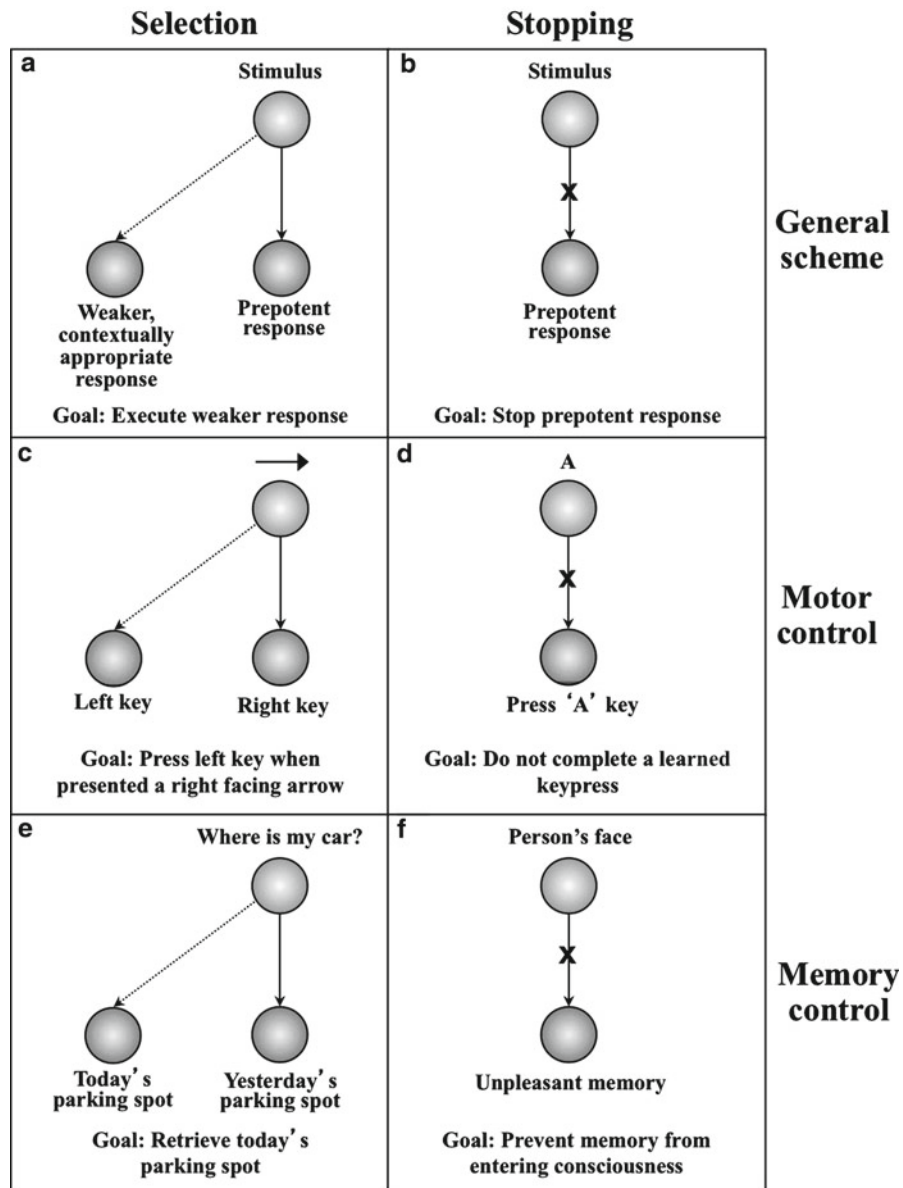 Selection
Stopping
a
Stimulus
Weaker,
contextually
appropriate
response
Prepotent
response
Goal: Execute weaker response
b
Stimulus
X
Prepotent
response
Goal: Stop prepotent response
General
scheme
c
Left key
Right key
Goal: Press left key when
presented a right facing arrow
d
A
X
Press ‘A’ key
Goal: Do not complete a learned
keypress
Motor
control
e
Where is my car?
Today’s
parking spot
Yesterday’s
parking spot
Goal: Retrieve today’s
parking spot
f
Person’s face
X
Unpleasant memory
Goal: Prevent memory from
entering consciousness
Memory
control